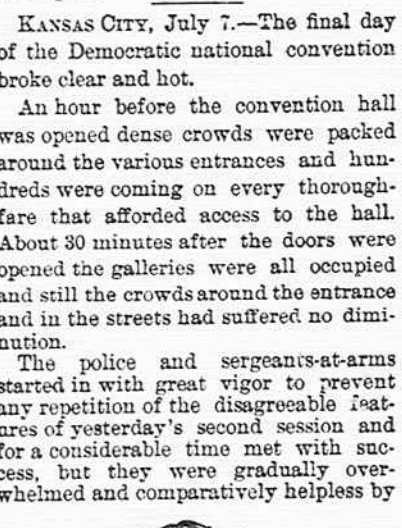 KANSAS CITY, July 7.—The final day
of the Democratic national convention
broke clear and hot.
An hour before the convention hall
was opened dense crowds were packed
around the various entrances and hun-
dreds were coming on every thorough-
fare that afforded access to the hall.
About 30 minutes after the doors were
opened the galleries were all occupied
and still the crowds around the entrance
and in the streets had suffered no dimi-
nution.
The police and sergeants-at-arms
started in with great vigor to prevent
any repetition of the disagreeable feat-
ures of yesterday's second session and
for a considerable time met with suc-
cess, but they were gradually over-
whelmed and comparatively helpless by